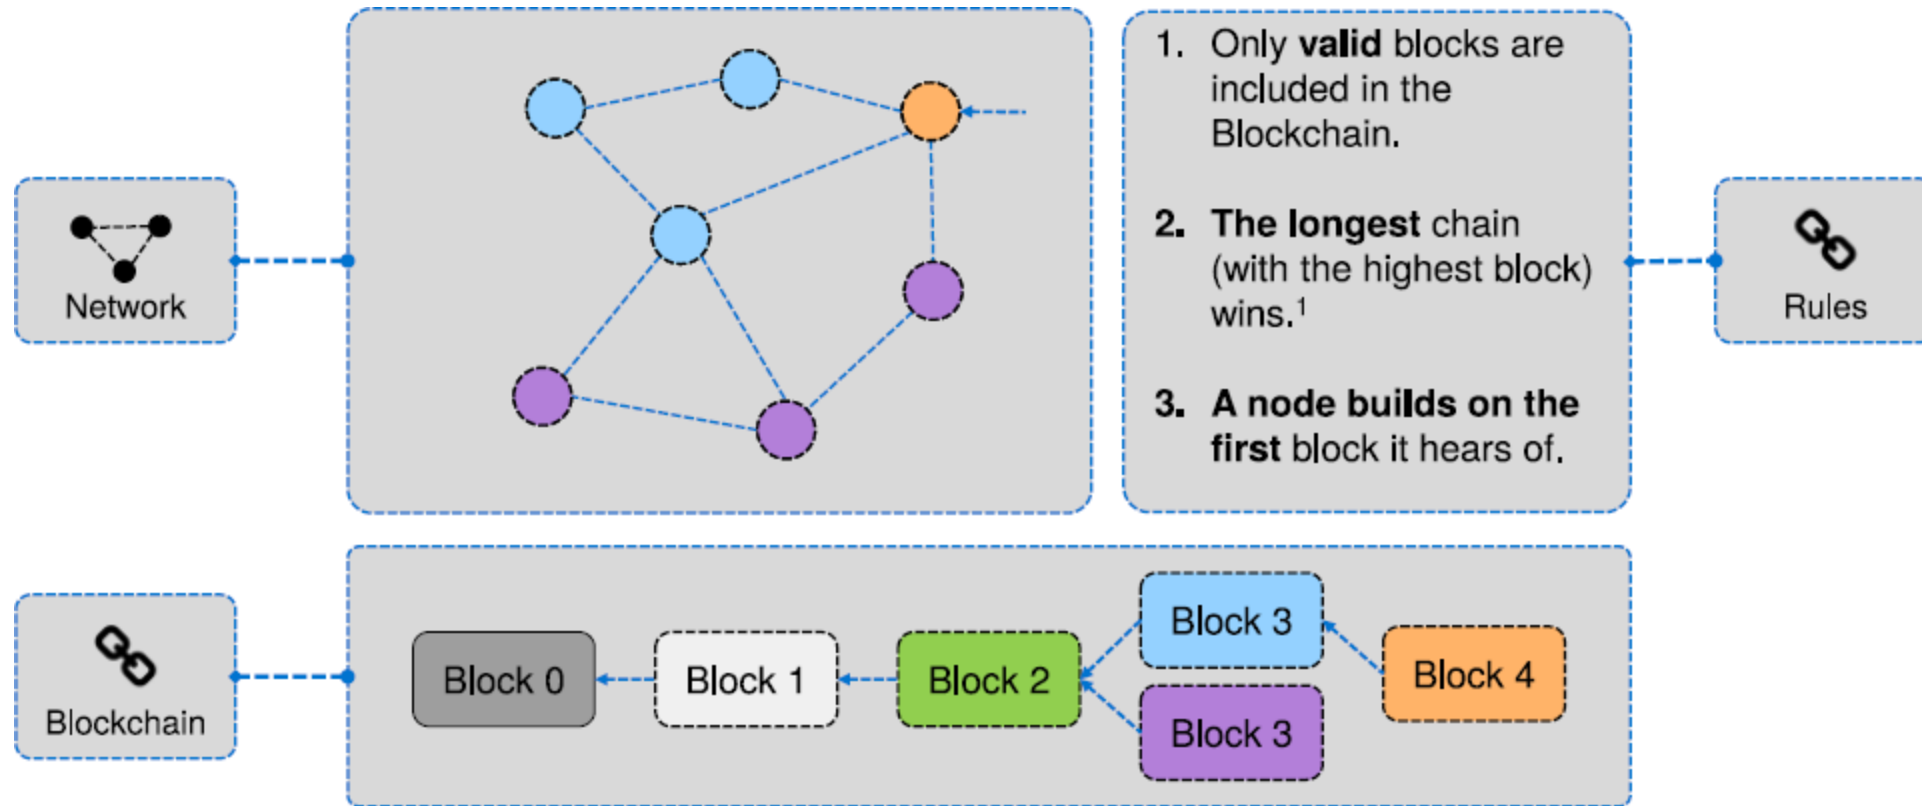 Network
1. Only valid blocks are
included in the
Blockchain.
2. The longest chain
(with the highest block)
wins.¹
3. A node builds on the
first block it hears of.
Rules
Blockchain
Block 0
Block 1
Block 2
Block 3
Block 3
Block 4